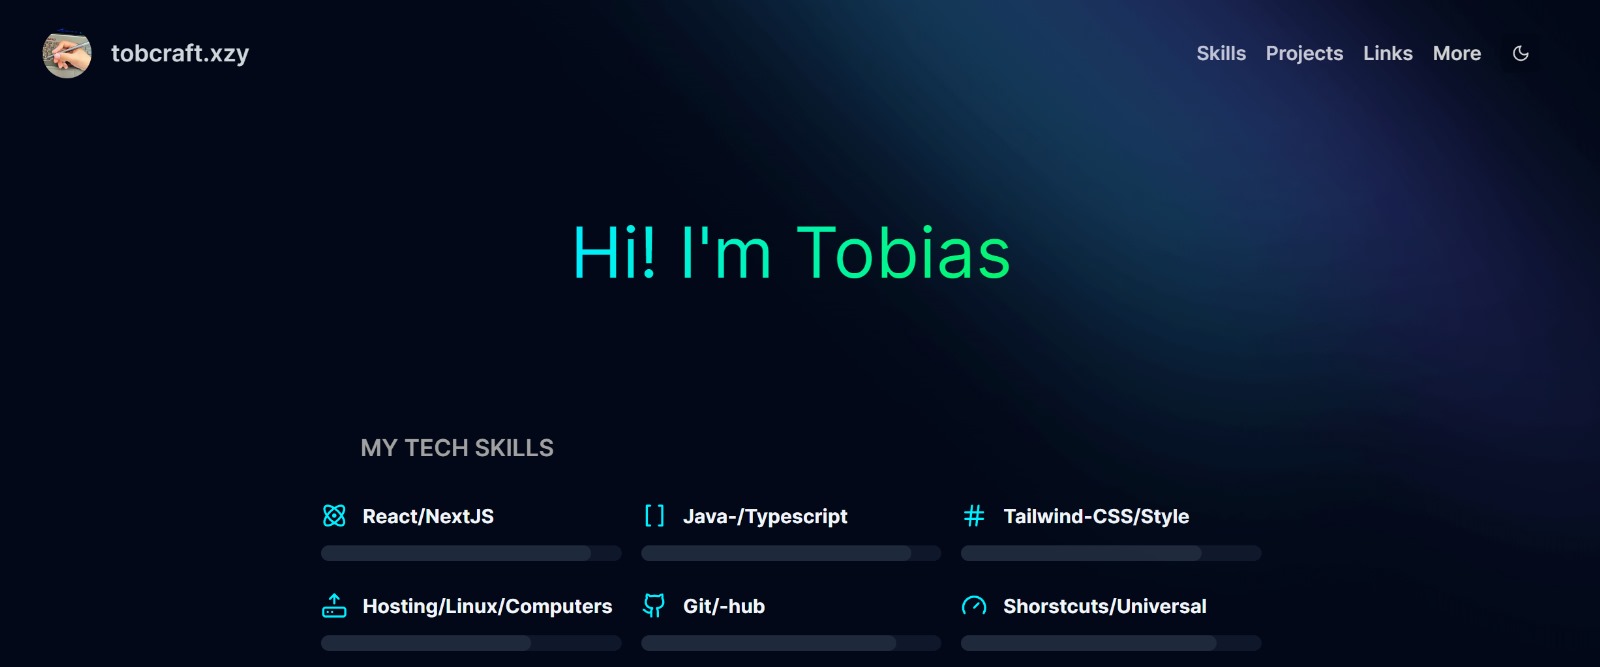 tobcraft.xzy
Skills Projects Links More
Hi! I'm Tobias
MY TECH SKILLS
React/NextJS Java-/Typescript Tailwind-CSS/Style
Hosting/Linux/Computers Git/-hub Shorstcuts/Universal